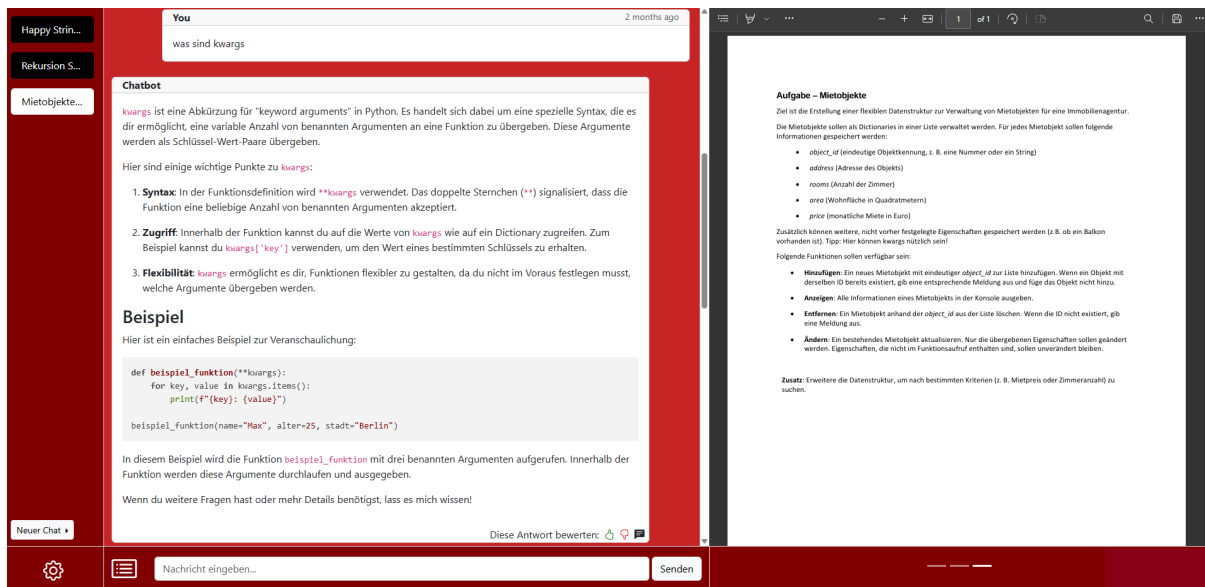 Happy Strin...
Rekursion S...
Mietobjekte...
Neuer Chat
You
2 months ago
was sind kwargs
Chatbot
kwargs ist eine Abkürzung für "keyword arguments" in Python. Es handelt sich dabei um eine spezielle Syntax, die es
dir ermöglicht, eine variable Anzahl von benannten Argumenten an eine Funktion zu übergeben. Diese Argumente
werden als Schlüssel-Wert-Paare übergeben.
Hier sind einige wichtige Punkte zu kwargs:
1. Syntax: In der Funktionsdefinition wird **kwargs verwendet. Das doppelte Sternchen (**) signalisiert, dass die
Funktion eine beliebige Anzahl von benannten Argumenten akzeptiert.
2. Zugriff: Innerhalb der Funktion kannst du auf die Werte von kwargs wie auf ein Dictionary zugreifen. Zum
Beispiel kannst du kwargs['key'] verwenden, um den Wert eines bestimmten Schlüssels zu erhalten.
3. Flexibilität: kwargs ermöglicht es dir, Funktionen flexibler zu gestalten, da du nicht im Voraus festlegen musst,
welche Argumente übergeben werden.
Beispiel
Hier ist ein einfaches Beispiel zur Veranschaulichung:
def beispiel_funktion(**kwargs):
for key, value in kwargs.items():
print(f"{key}: {value}")
beispiel_funktion(name="Max", alter=25, stadt="Berlin")
In diesem Beispiel wird die Funktion beispiel_funktion mit drei benannten Argumenten aufgerufen. Innerhalb der
Funktion werden diese Argumente durchlaufen und ausgegeben.
Wenn du weitere Fragen hast oder mehr Details benötigst, lass es mich wissen!
Diese Antwort bewerten:
Nachricht eingeben...
Senden
1 of 1
Aufgabe – Mietobjekte
Ziel ist die Erstellung einer flexiblen Datenstruktur zur Verwaltung von Mietobjekten für eine Immobilienagentur.
Die Mietobjekte sollen als Dictionaries in einer Liste verwaltet werden. Für jedes Mietobjekt sollen folgende
Informationen gespeichert werden:
• object_id (eindeutige Objektkennung, z. B. eine Nummer oder ein String)
• address (Adresse des Objekts)
• rooms (Anzahl der Zimmer)
• area (Wohnfläche in Quadratmetern)
• price (monatliche Miete in Euro)
Zusätzlich können weitere, nicht vorher festgelegte Eigenschaften gespeichert werden (z.B. ob ein Balkon
vorhanden ist). Tipp: Hier können kwargs nützlich sein!
Folgende Funktionen sollen verfügbar sein:
• Hinzufügen: Ein neues Mietobjekt mit eindeutiger object_id zur Liste hinzufügen. Wenn ein Objekt mit
derselben ID bereits existiert, gib eine entsprechende Meldung aus und füge das Objekt nicht hinzu.
• Anzeigen: Alle Informationen eines Mietobjekts in der Konsole ausgeben.
• Entfernen: Ein Mietobjekt anhand der object_id aus der Liste löschen. Wenn die ID nicht existiert, gib
eine Meldung aus.
• Ändern: Ein bestehendes Mietobjekt aktualisieren. Nur die übergebenen Eigenschaften sollen geändert
werden. Eigenschaften, die nicht im Funktionsaufruf enthalten sind, sollen unverändert bleiben.
Zusatz: Erweitere die Datenstruktur, um nach bestimmten Kriterien (z. B. Mietpreis oder Zimmeranzahl) zu
suchen.